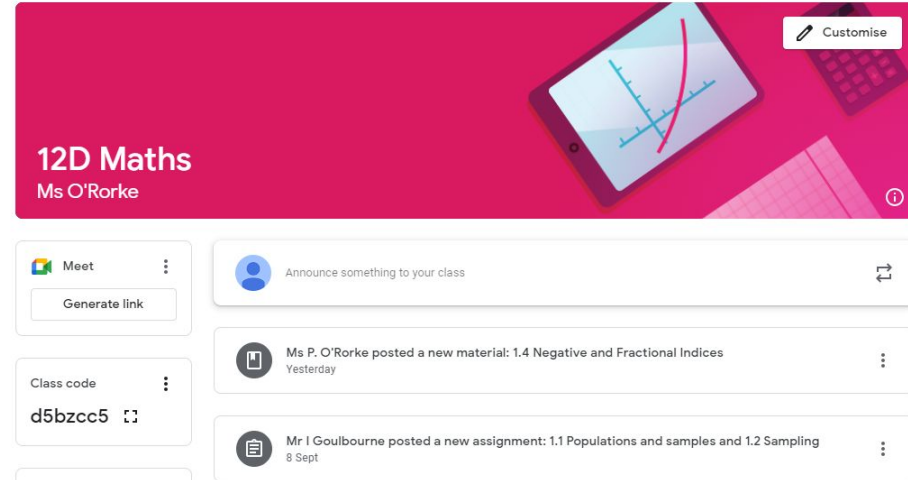 Customise
12D Maths
Ms O'Rorke
Meet
Generate link
Announce something to your class
Ms P. O'Rorke posted a new material: 1.4 Negative and Fractional Indices
Yesterday
Class code
d5bzcc5
Mr I Goulbourne posted a new assignment: 1.1 Populations and samples and 1.2 Sampling
8 Sept